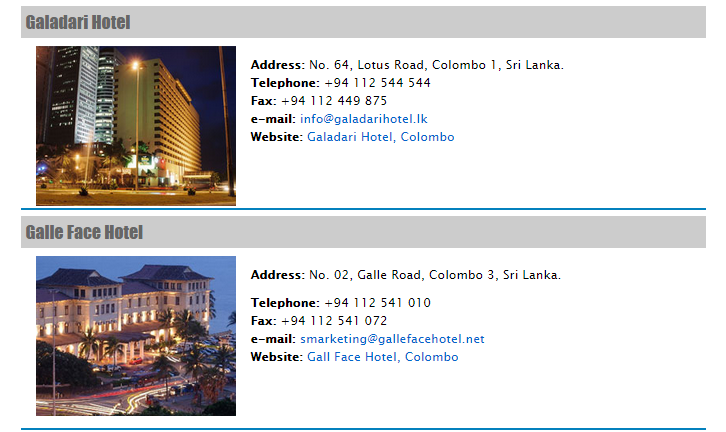 Galadari Hotel
Address: No. 64, Lotus Road, Colombo 1, Sri Lanka.
Telephone: +94 112 544 544
Fax: +94 112 449 875
e-mail: info@galadarihotel.lk
Website: Galadari Hotel, Colombo
Galle Face Hotel
Address: No. 02, Galle Road, Colombo 3, Sri Lanka.
Telephone: +94 112 541 010
Fax: +94 112 541 072
e-mail: smarketing@gallefacehotel.net
Website: Gall Face Hotel, Colombo